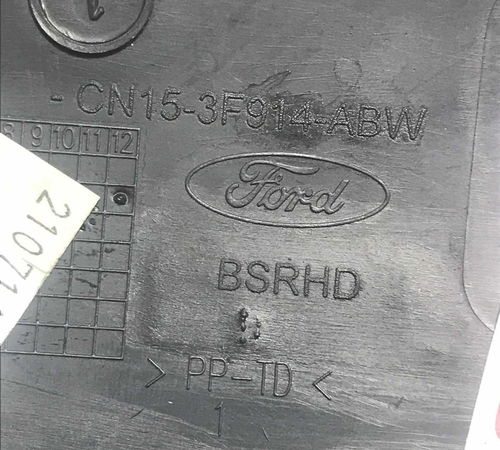 - CN15-3F914-ABW
8 9 10 11 12
Ford
BSRHD
> PP-TD <
1